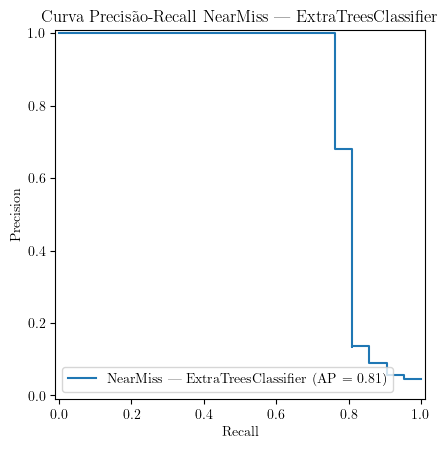 Curva Precisão-Recall NearMiss — ExtraTreesClassifier
1.0
0.8
0.6
0.4
0.2
0.0
Precision
NearMiss — ExtraTreesClassifier (AP = 0.81)
0.0 0.2 0.4 0.6 0.8 1.0
Recall